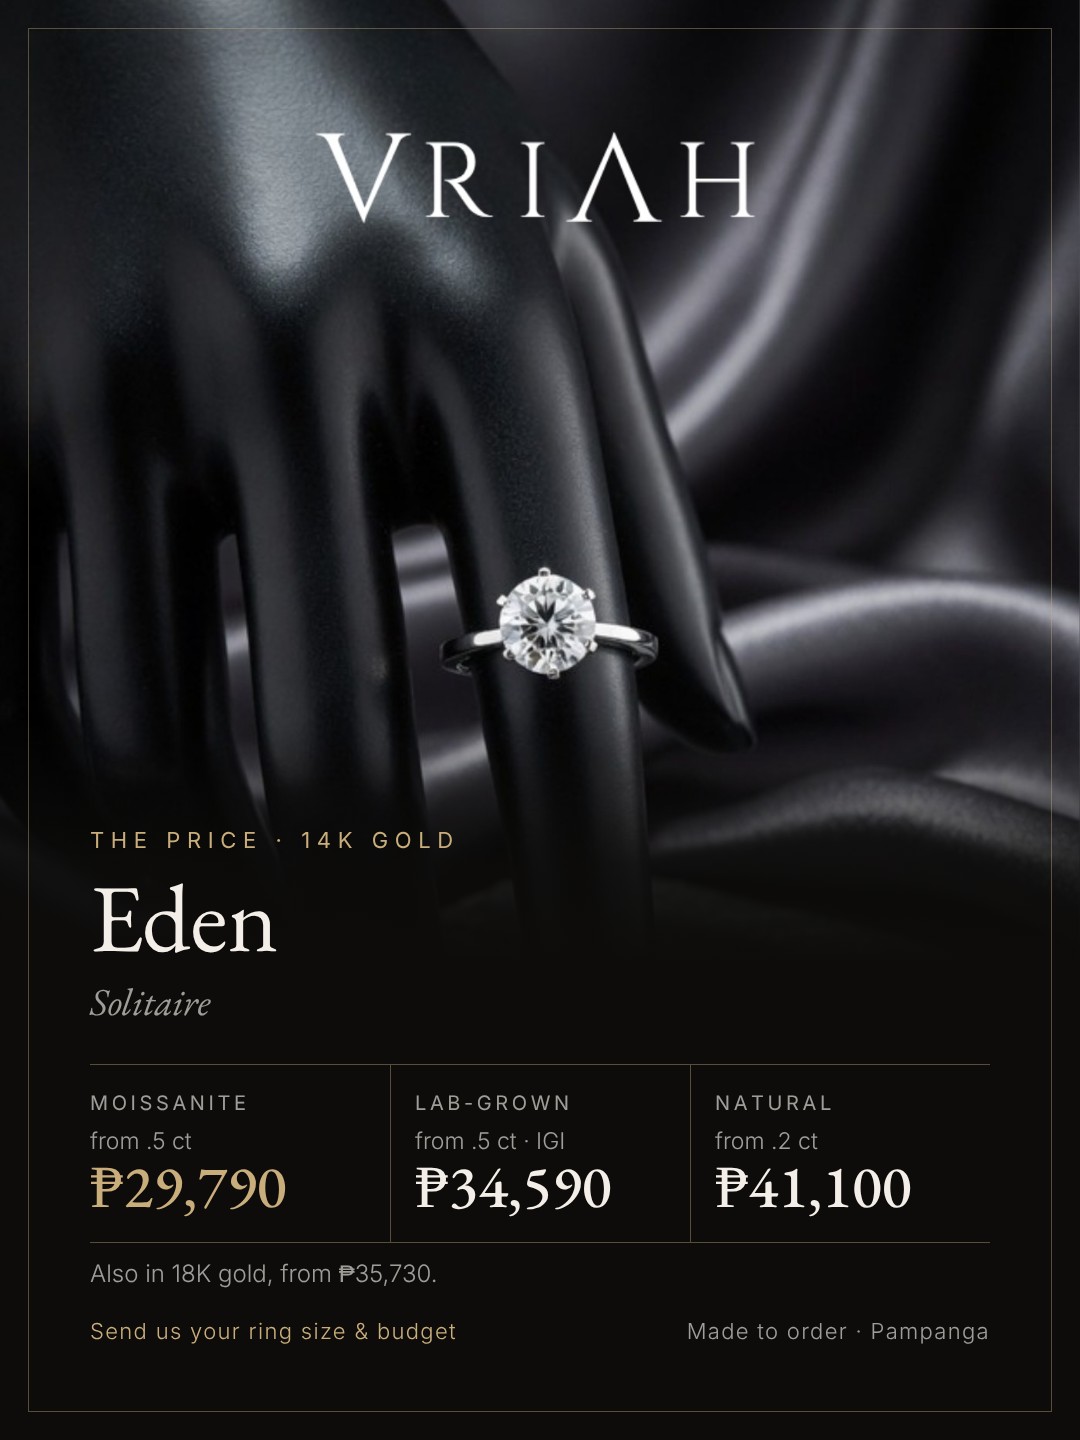 VRIAH
THE PRICE · 14K GOLD
Eden
Solitaire
MOISSANITE
from .5 ct
₱29,790
LAB-GROWN
from .5 ct · IGI
₱34,590
NATURAL
from .2 ct
₱41,100
Also in 18K gold, from ₱35,730.
Send us your ring size & budget
Made to order · Pampanga